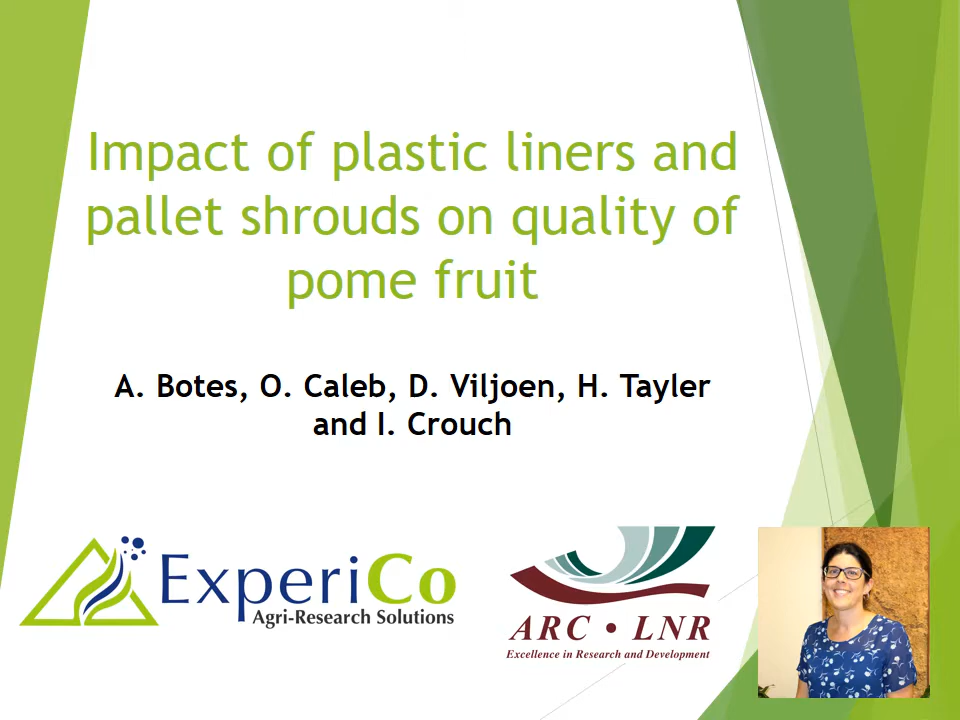 Impact of plastic liners and
pallet shrouds on quality of
pome fruit
A. Botes, O. Caleb, D. Viljoen, H. Tayler
and I. Crouch
ExperiCo
Agri-Research Solutions
ARC • LNR
Excellence in Research and Development